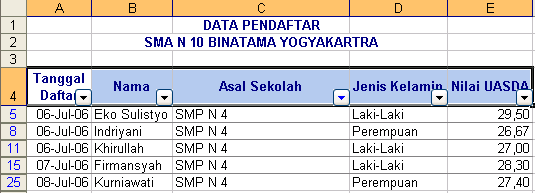 A B C D E
1 DATA PENDAFTAR
2 SMA N 10 BINATAMA YOGYAKARTRA
3
4 Tanggal Daftar Nama Asal Sekolah Jenis Kelamin Nilai UASDA
5 06-Jul-06 Eko Sulistyo SMP N 4 Laki-Laki 29,50
8 06-Jul-06 Indriyani SMP N 4 Perempuan 26,67
11 06-Jul-06 Khirullah SMP N 4 Laki-Laki 27,00
15 07-Jul-06 Firmansyah SMP N 4 Laki-Laki 28,30
25 08-Jul-06 Kurniawati SMP N 4 Perempuan 27,40